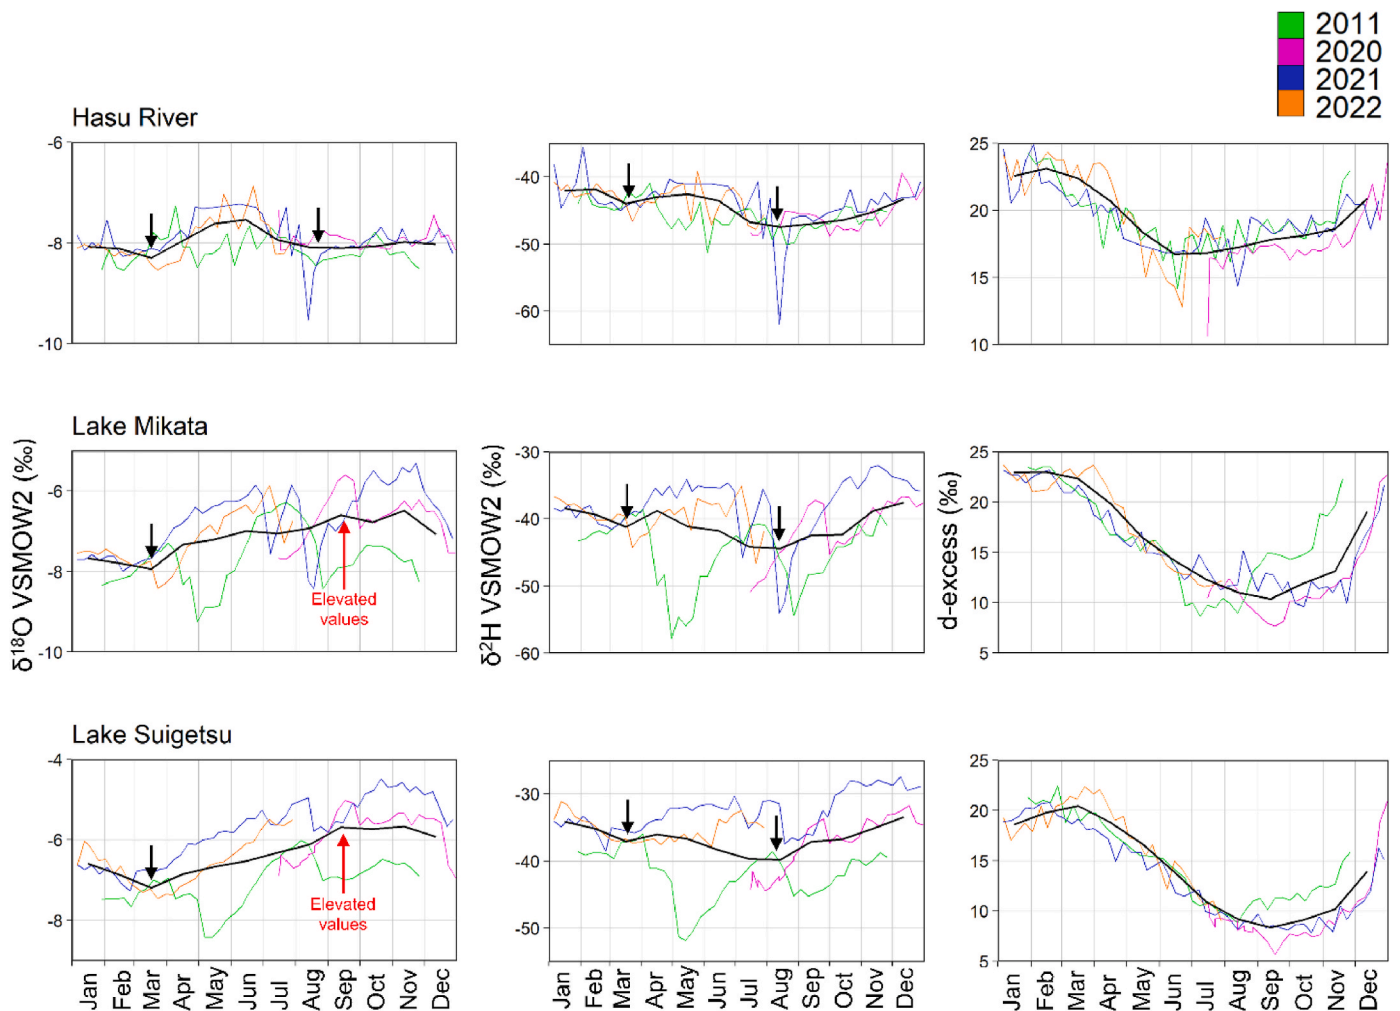 2011
2020
2021
2022
Hasu River
-6
-8
-10
-40
-50
-60
25
20
15
10
Lake Mikata
-6
-8
-10
Elevated
values
-30
-40
-50
-60
25
20
15
10
5
δ18O VSMOW2 (‰)
δ2H VSMOW2 (‰)
d-excess (‰)
Lake Suigetsu
-4
-6
-8
Elevated
values
-30
-40
-50
25
20
15
10
5
Jan Feb Mar Apr May Jun Jul Aug Sep Oct Nov Dec
Jan Feb Mar Apr May Jun Jul Aug Sep Oct Nov Dec
Jan Feb Mar Apr May Jun Jul Aug Sep Oct Nov Dec